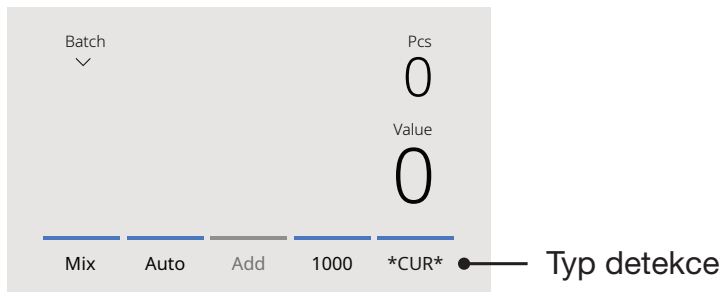 Batch
Pcs
0
Value
0
Mix Auto Add 1000 *CUR* Typ detekce